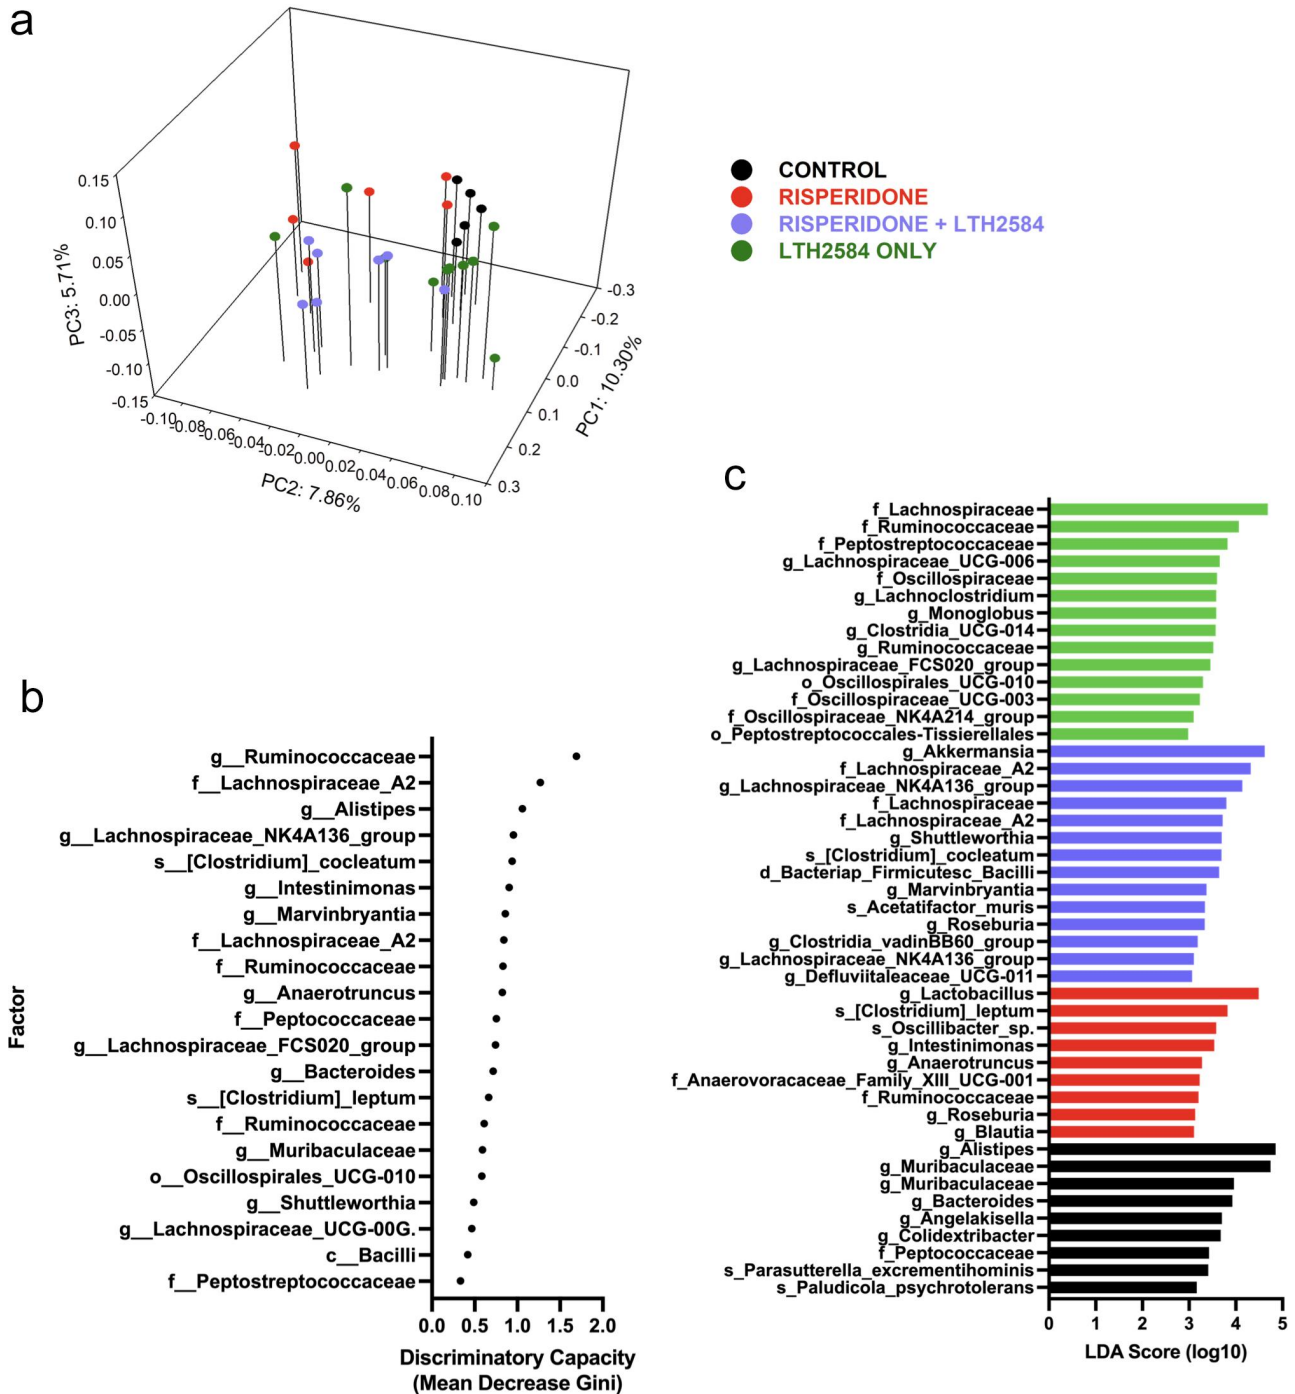 a
CONTROL
RISPERIDONE
RISPERIDONE + LTH2584
LTH2584 ONLY
0.15
0.10
0.05
0.00
-0.05
-0.10
-0.15
PC3: 5.71%
-0.10
-0.08
-0.06
-0.04
-0.02
0.00
0.02
0.04
0.06
0.08
0.10
PC2: 7.86%
-0.3
-0.2
-0.1
0.0
0.1
0.2
0.3
PC1: 10.30%
b
Factor
g__Ruminococcaceae
f__Lachnospiraceae_A2
g__Alistipes
g__Lachnospiraceae_NK4A136_group
s__[Clostridium]_cocleatum
g__Intestinimonas
g__Marvinbryantia
f__Lachnospiraceae_A2
f__Ruminococcaceae
g__Anaerotruncus
f__Peptococcaceae
g__Lachnospiraceae_FCS020_group
g__Bacteroides
s__[Clostridium]_leptum
f__Ruminococcaceae
g__Muribaculaceae
o__Oscillospirales_UCG-010
g__Shuttleworthia
g__Lachnospiraceae_UCG-00G.
c__Bacilli
f__Peptostreptococcaceae
0.0 0.5 1.0 1.5 2.0
Discriminatory Capacity
(Mean Decrease Gini)
c
f_Lachnospiraceae
f_Ruminococcaceae
f_Peptostreptococcaceae
g_Lachnospiraceae_UCG-006
f_Oscillospiraceae
g_Lachnoclostridium
g_Monoglobus
g_Clostridia_UCG-014
g_Ruminococcaceae
g_Lachnospiraceae_FCS020_group
o_Oscillospirales_UCG-010
f_Oscillospiraceae_UCG-003
f_Oscillospiraceae_NK4A214_group
o_Peptostreptococcales-Tissierellales
g_Akkermansia
f_Lachnospiraceae_A2
g_Lachnospiraceae_NK4A136_group
f_Lachnospiraceae
f_Lachnospiraceae_A2
g_Shuttleworthia
s_[Clostridium]_cocleatum
d_Bacteriap_Firmicutesc_Bacilli
g_Marvinbryantia
s_Acetatifactor_muris
g_Roseburia
g_Clostridia_vadinBB60_group
g_Lachnospiraceae_NK4A136_group
g_Defluviitaleaceae_UCG-011
g_Lactobacillus
s_[Clostridium]_leptum
s_Oscillibacter_sp.
g_Intestinimonas
g_Anaerotruncus
f_Anaerovoracaceae_Family_XIII_UCG-001
f_Ruminococcaceae
g_Roseburia
g_Blautia
g_Alistipes
g_Muribaculaceae
g_Muribaculaceae
g_Bacteroides
g_Angelakisella
g_Colidextribacter
f_Peptococcaceae
s_Parasutterella_excrementihominis
s_Paludicola_psychrotolerans
0 1 2 3 4 5
LDA Score (log10)